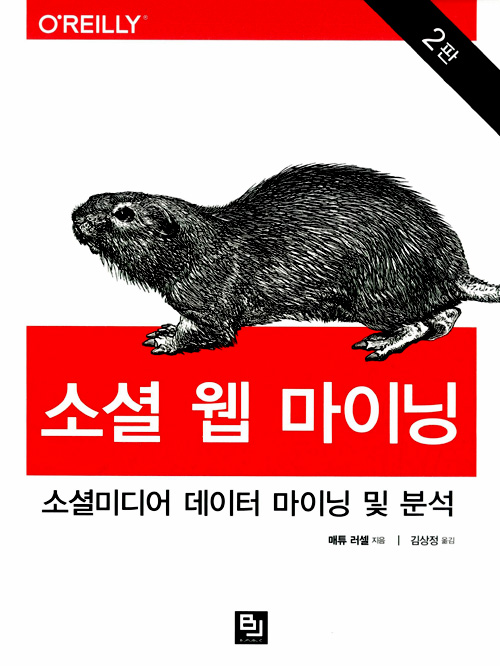 O'REILLY®
2판
소셜 웹 마이닝
소셜미디어 데이터 마이닝 및 분석
매튜 러셀 지음 | 김상정 옮김
BJ